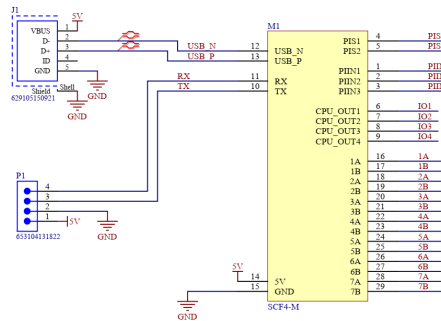 J1
VBUS 1 5V
D- 2
D+ 3
ID 4
GND 5
Shield Shell
629105150921
GND
GND
USB_N
USB_P
RX
TX
P1
4
3
2
1
5V
653104131822
GND
M1
12 USB_N
13 USB_P
11 RX
10 TX
5V
14 5V
15 GND
GND
PIS1 4
PIS2 5
PIIN1 1
PIIN2 2
PIIN3 3
CPU_OUT1 6 IO1
CPU_OUT2 7 IO2
CPU_OUT3 8 IO3
CPU_OUT4 9 IO4
1A 16 1A
1B 17 1B
2A 18 2A
2B 19 2B
3A 20 3A
3B 21 3B
4A 22 4A
4B 23 4B
5A 24 5A
5B 25 5B
6A 26 6A
6B 27 6B
7A 28 7A
7B 29 7B
SCF4-M